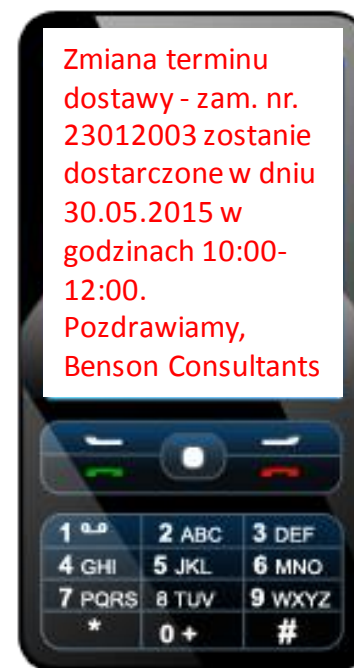 Zmiana terminu
dostawy - zam. nr.
23012003 zostanie
dostarczone w dniu
30.05.2015 w
godzinach 10:00-
12:00.
Pozdrawiamy,
Benson Consultants
1 2 ABC 3 DEF
4 GHI 5 JKL 6 MNO
7 PQRS 8 TUV 9 WXYZ
* 0 + #